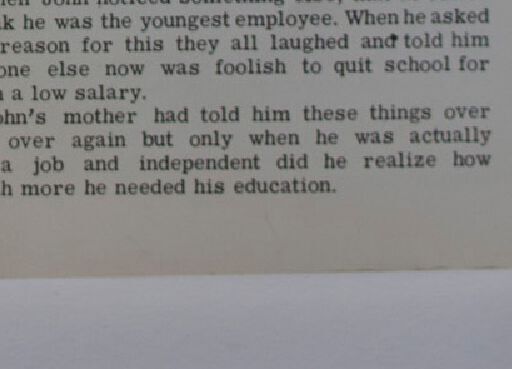 k he was the youngest employee. When he asked
reason for this they all laughed and told him
one else now was foolish to quit school for
a low salary.
ohn's mother had told him these things over
over again but only when he was actually
a job and independent did he realize how
h more he needed his education.